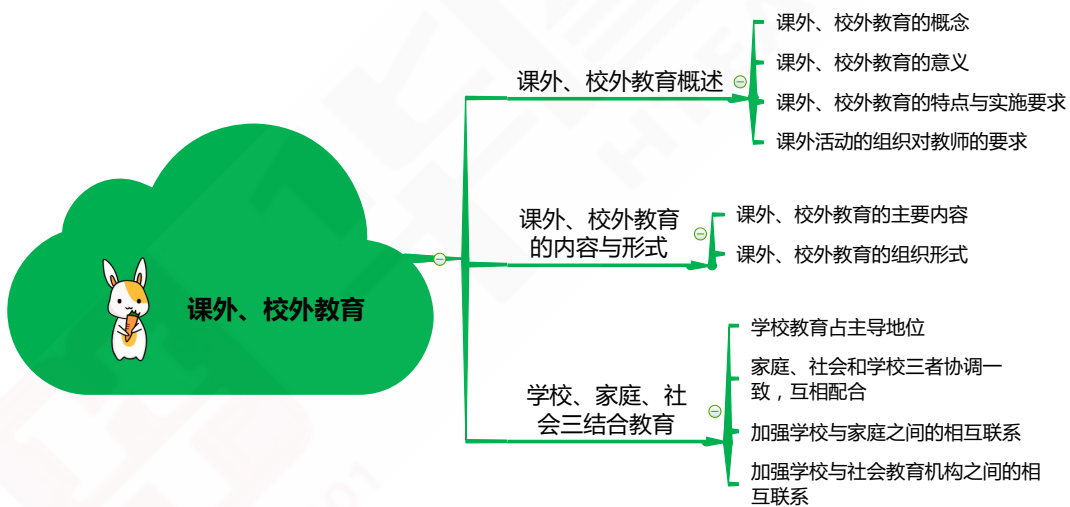 课外、校外教育
课外、校外教育概述
课外、校外教育的概念
课外、校外教育的意义
课外、校外教育的特点与实施要求
课外活动的组织对教师的要求
课外、校外教育
的内容与形式
课外、校外教育的主要内容
课外、校外教育的组织形式
学校、家庭、社
会三结合教育
学校教育占主导地位
家庭、社会和学校三者协调一
致，互相配合
加强学校与家庭之间的相互联系
加强学校与社会教育机构之间的相
互联系